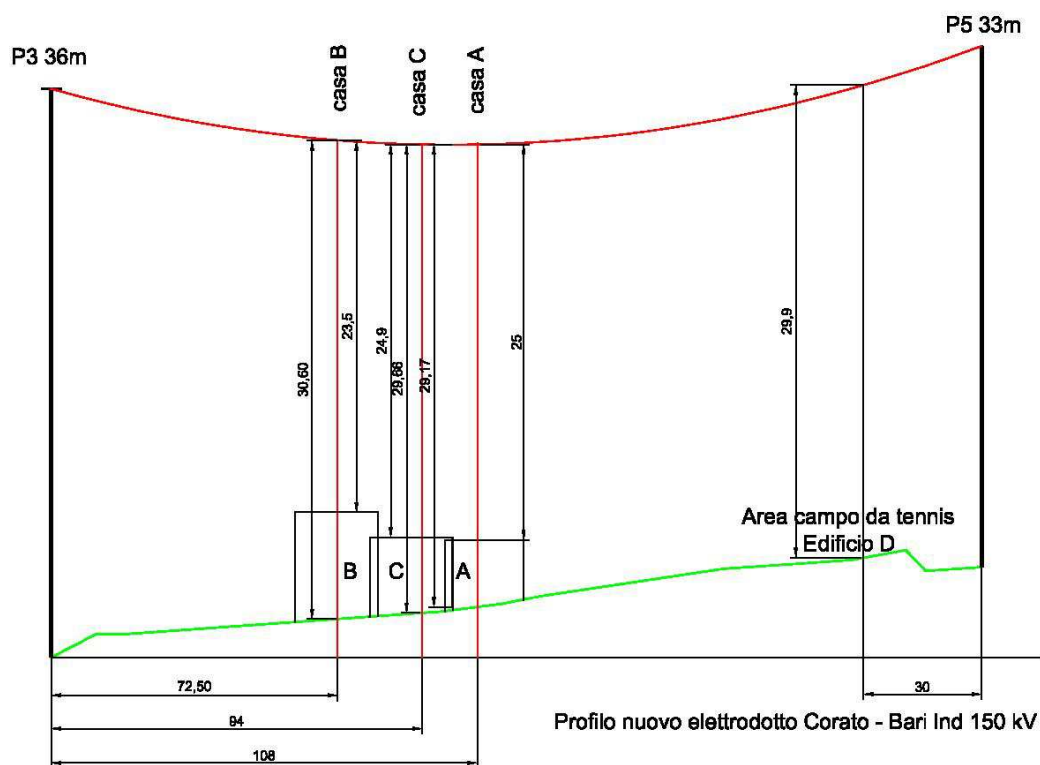 P3 36m
casa B
casa C
casa A
P5 33m
30,60
23,5
24,9
29,66
29,17
25
29,9
B
C
A
Area campo da tennis
Edificio D
72,50
94
108
30
Profilo nuovo elettrodotto Corato - Bari Ind 150 kV